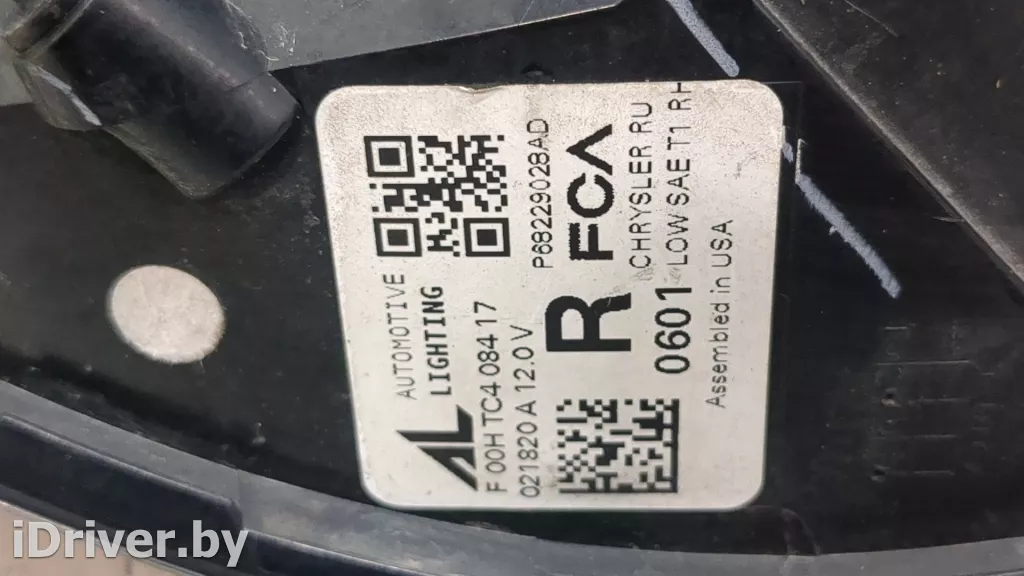 AL AUTOMOTIVE
LIGHTING
F 00H TC4 084 17
021820 A 12.0 V
P68229028AD
R FCA
CHRYSLER RU
0601 LOW SAE T1 RH
Assembled in USA
iDriver.by